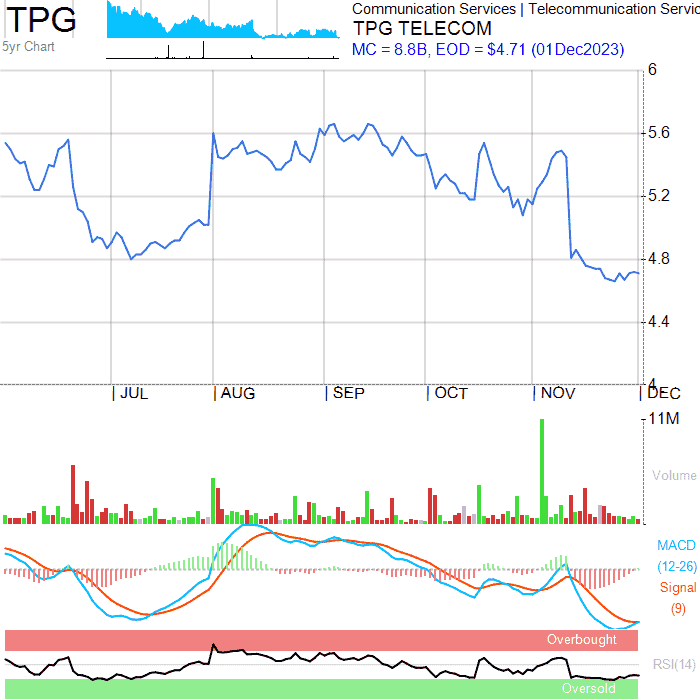 TPG
5yr Chart
Communication Services | Telecommunication Servic
TPG TELECOM
MC = 8.8B, EOD = $4.71 (01Dec2023)
6
5.6
5.2
4.8
4.4
4
| JUL | AUG | SEP | OCT | NOV | DEC
11M
Volume
MACD
(12-26)
Signal
(9)
Overbought
RSI(14)
Oversold